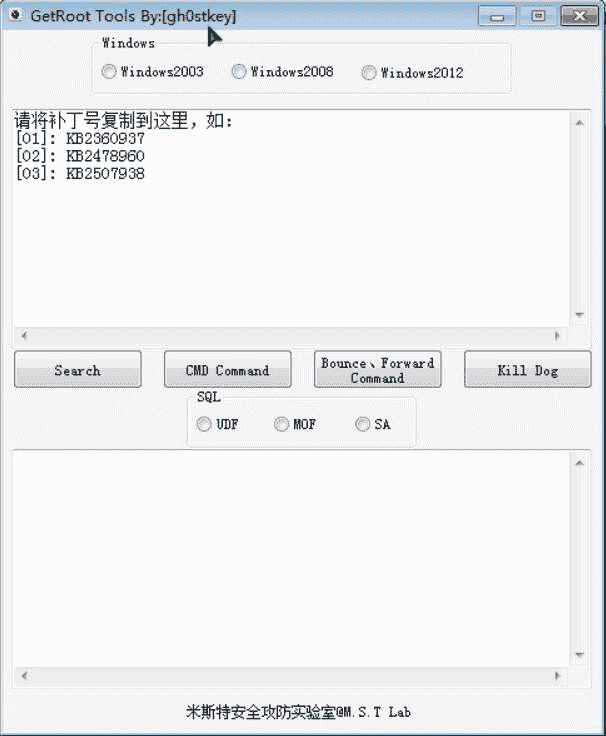 GetRoot Tools By:[gh0stkey]
Windows
Windows2003 Windows2008 Windows2012
请将补丁号复制到这里，如：
[01]: KB2360937
[02]: KB2478960
[03]: KB2507938
Search CMD Command Bounce、Forward Command Kill Dog
SQL
UDF MOF SA
米斯特安全攻防实验室@M.S.T Lab